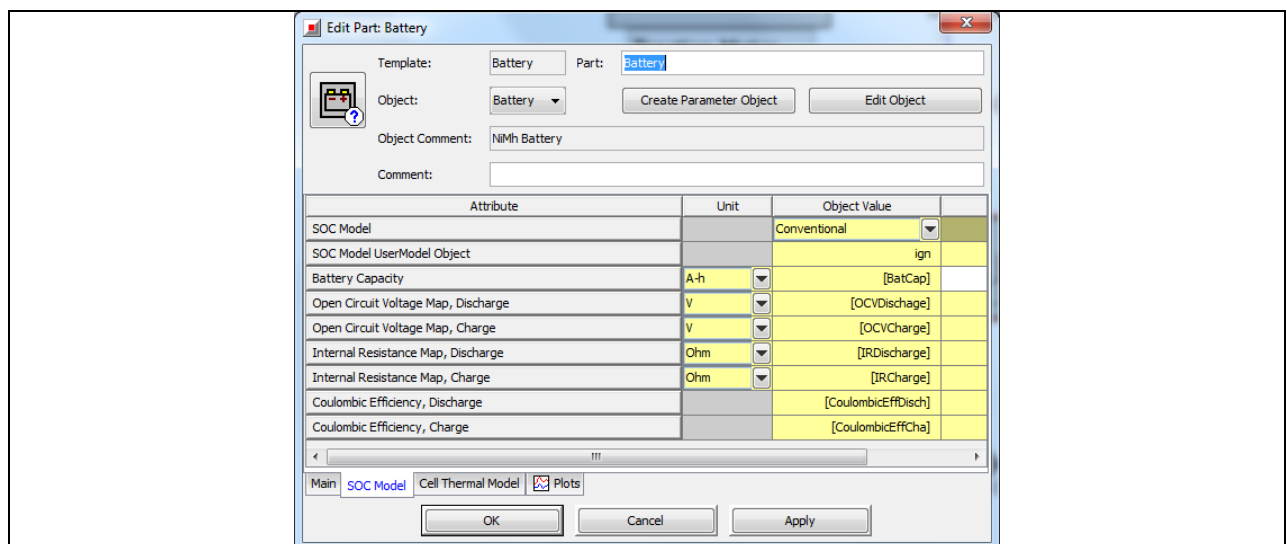 Edit Part: Battery
Template: Battery Part: Battery
Object: Battery Create Parameter Object Edit Object
Object Comment: NiMh Battery
Comment:
Attribute Unit Object Value
SOC Model Conventional
SOC Model UserModel Object ign
Battery Capacity A-h [BatCap]
Open Circuit Voltage Map, Discharge V [OCVDischage]
Open Circuit Voltage Map, Charge V [OCVCharge]
Internal Resistance Map, Discharge Ohm [IRDischarge]
Internal Resistance Map, Charge Ohm [IRCharge]
Coulombic Efficiency, Discharge [CoulombicEffDisch]
Coulombic Efficiency, Charge [CoulombicEffCha]
Main SOC Model Cell Thermal Model Plots
OK Cancel Apply